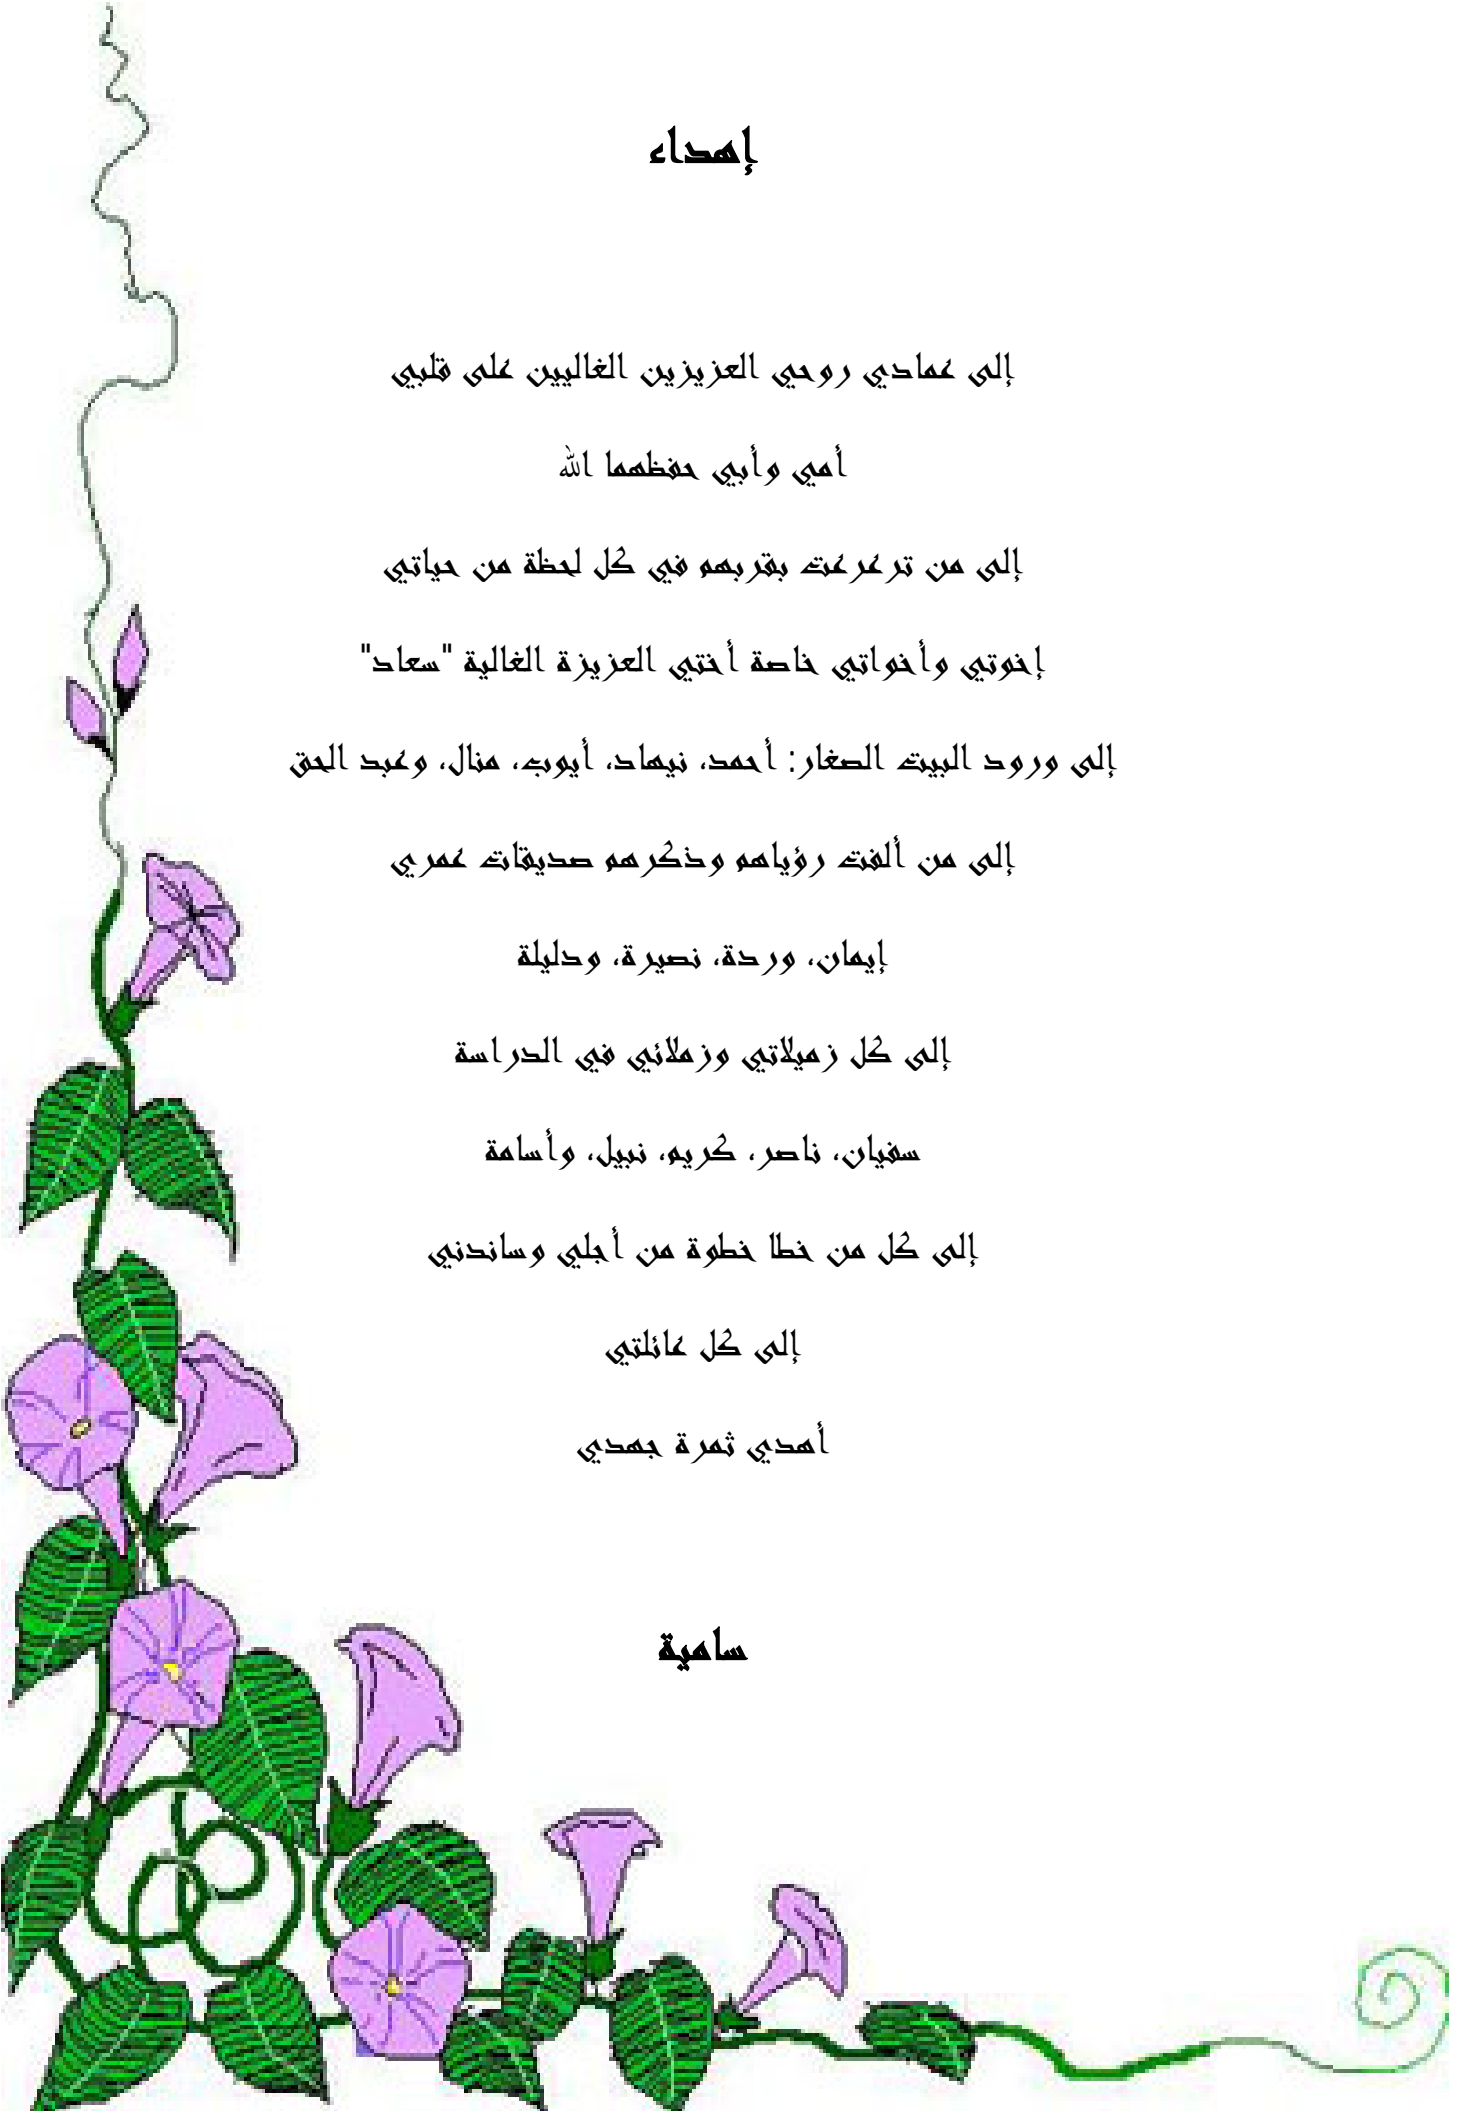 إهداء
إلى عمادي روحي العزيزين الغاليين على قلبي
أمي وأبي حفظهما الله
إلى من ترعرعت بقربهم في كل لحظة من حياتي
إخوتي وأخواتي خاصة أختي العزيزة الغالية "سعاد"
إلى ورود البيت الصغار: أحمد، نيهاد، أيوب، منال، وعبد الحق
إلى من ألفت رؤياهم وذكرهم صديقات عمري
إيمان، وردة، نصيرة، ودليلة
إلى كل زميلاتي وزملائي في الدراسة
سفيان، ناصر، كريم، نبيل، وأسامة
إلى كل من خطا خطوة من أجلي وساندني
إلى كل عائلتي
أهدي ثمرة جهدي
سامية